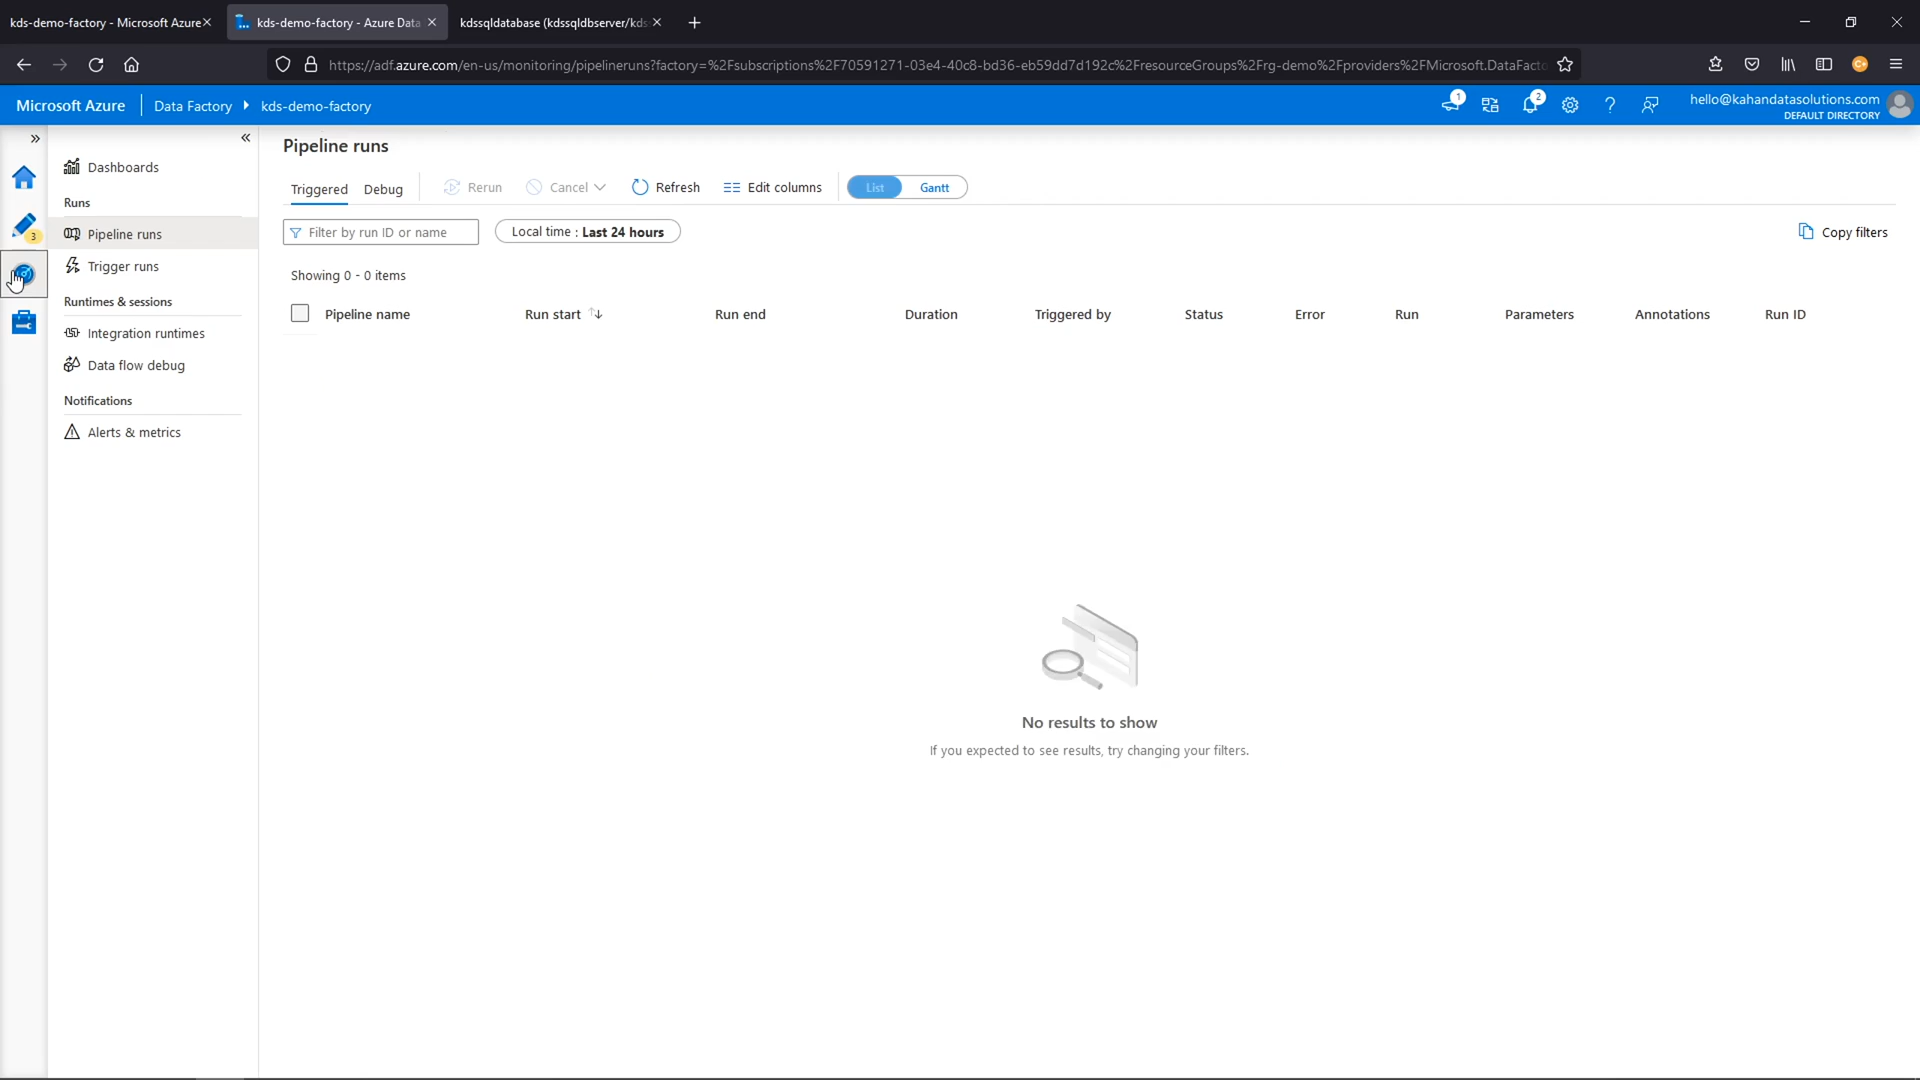 kds-demo-factory - Microsoft Azure
kds-demo-factory - Azure Data
kdssqldatabase (kdssqldbserver/kds
https://adf.azure.com/en-us/monitoring/pipelineruns?factory=%2Fsubscriptions%2F70591271-03e4-40c8-bd36-eb59dd7d192c%2FresourceGroups%2Frg-demo%2Fproviders%2FMicrosoft.DataFacto
C+
Microsoft Azure
Data Factory
kds-demo-factory
1
2
hello@kahandatasolutions.com
DEFAULT DIRECTORY
3
Dashboards
Runs
Pipeline runs
Trigger runs
Runtimes & sessions
Integration runtimes
Data flow debug
Notifications
Alerts & metrics
Pipeline runs
Triggered Debug Rerun Cancel Refresh Edit columns List Gantt
Filter by run ID or name Local time : Last 24 hours Copy filters
Showing 0 - 0 items
Pipeline name Run start Run end Duration Triggered by Status Error Run Parameters Annotations Run ID
No results to show
If you expected to see results, try changing your filters.